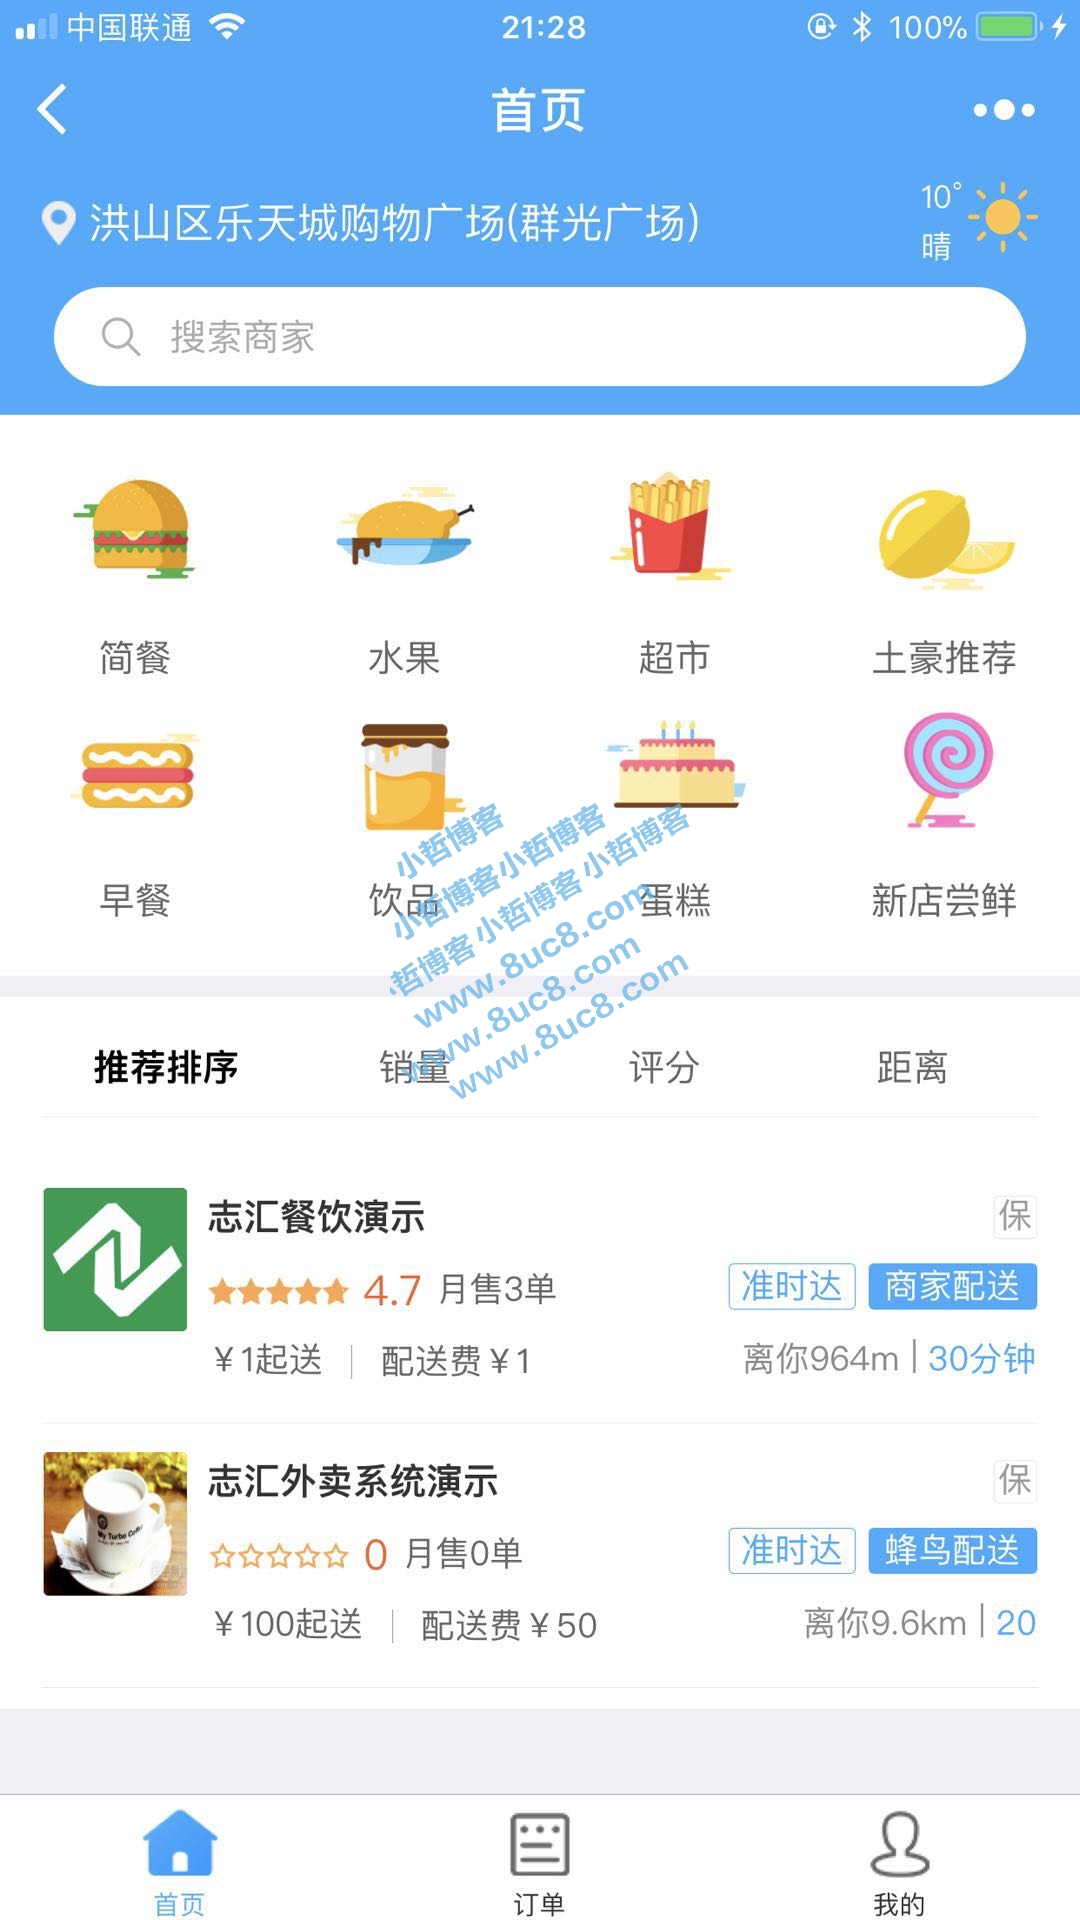 中国联通 21:28 100%
首页
洪山区乐天城购物广场(群光广场) 10°
晴
搜索商家
简餐 水果 超市 土豪推荐
早餐 饮品 蛋糕 新店尝鲜
小哲博客
小哲博客小哲博客
哲博客 小哲博客 小哲博客
www.8uc8.com
www.8uc8.com
www.8uc8.com
推荐排序 销量 评分 距离
志汇餐饮演示 保
4.7 月售3单 准时达 商家配送
¥1起送 | 配送费¥1 离你964m | 30分钟
志汇外卖系统演示 保
My Turbo Coffee
0 月售0单 准时达 蜂鸟配送
¥100起送 | 配送费¥50 离你9.6km | 20
首页 订单 我的